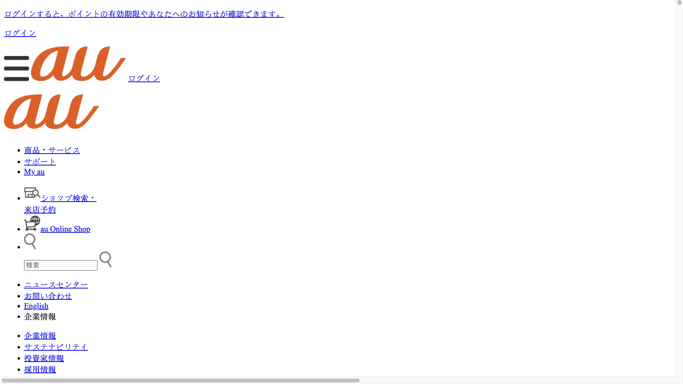 ログインすると、ポイントの有効期限やあなたへのお知らせが確認できます。
ログイン
au ログイン
au
商品・サービス
サポート
My au
ショップ検索・
来店予約
au Online Shop
検索
ニュースセンター
お問い合わせ
English
企業情報
企業情報
サステナビリティ
投資家情報
採用情報